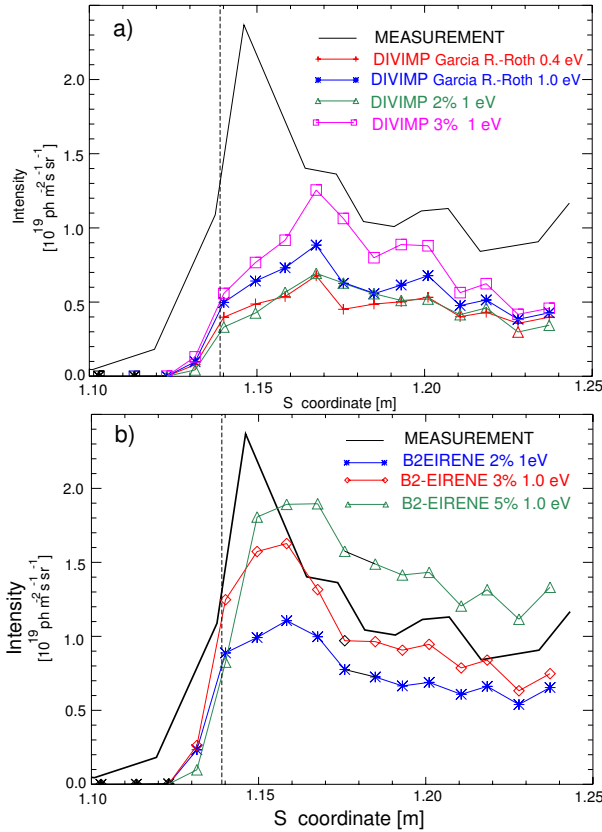 a)
MEASUREMENT
DIVIMP Garcia R.-Roth 0.4 eV
DIVIMP Garcia R.-Roth 1.0 eV
DIVIMP 2% 1 eV
DIVIMP 3% 1 eV
Intensity
[10^19 ph m^-2 s^-1 sr^-1]
2.0
1.5
1.0
0.5
0.0
1.10
1.15
1.20
1.25
S coordinate [m]
b)
MEASUREMENT
B2EIRENE 2% 1eV
B2-EIRENE 3% 1.0 eV
B2-EIRENE 5% 1.0 eV
Intensity
[10^19 ph m^-2 s^-1 sr^-1]
2.0
1.5
1.0
0.5
0.0
1.10
1.15
1.20
1.25
S coordinate [m]